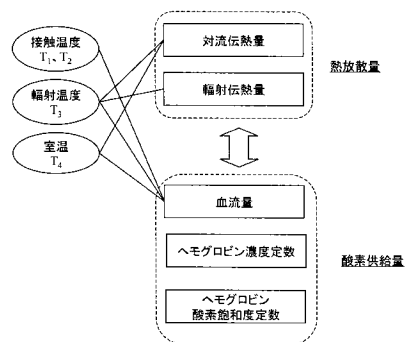 接触温度
T₁、T₂
輻射温度
T₃
室温
T₄
対流伝熱量
輻射伝熱量
熱放散量
血流量
ヘモグロビン濃度定数
ヘモグロビン
酸素飽和度定数
酸素供給量